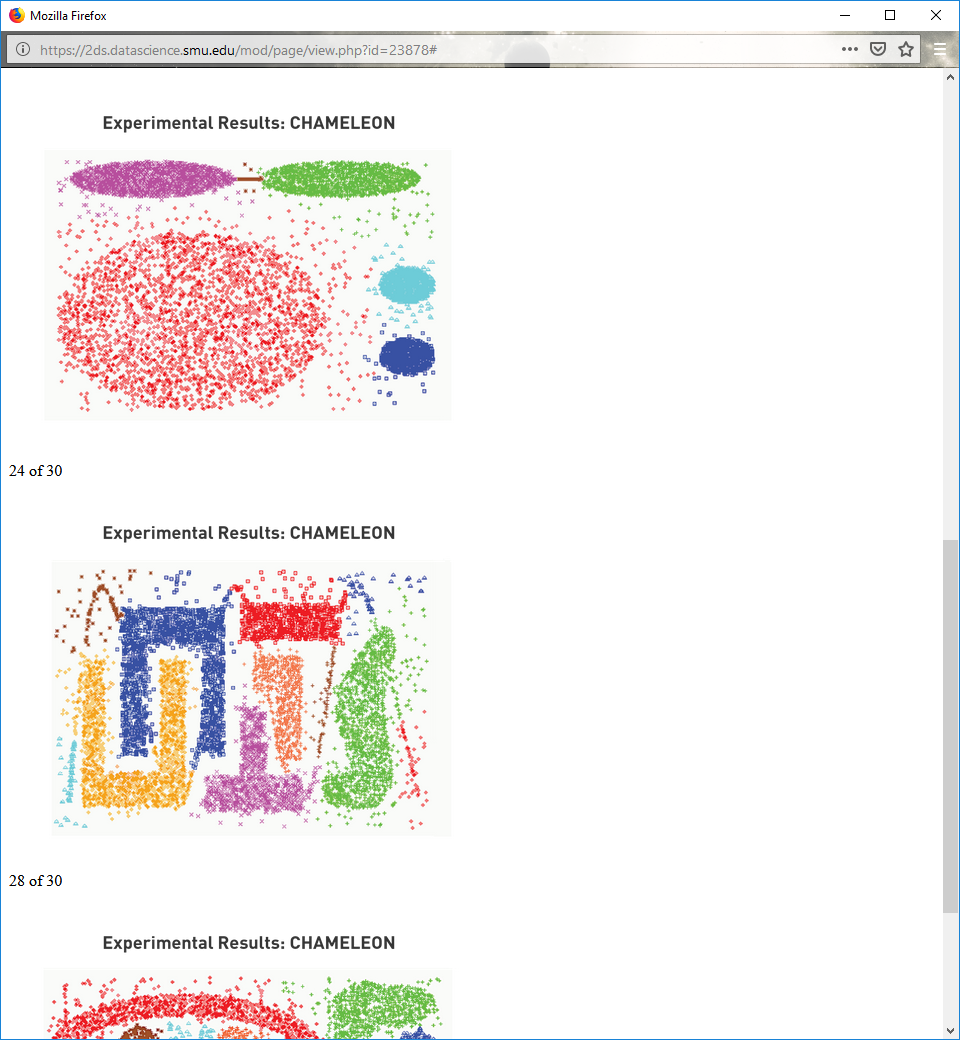 Mozilla Firefox
https://2ds.datascience.smu.edu/mod/page/view.php?id=23878#
Experimental Results: CHAMELEON
24 of 30
Experimental Results: CHAMELEON
28 of 30
Experimental Results: CHAMELEON